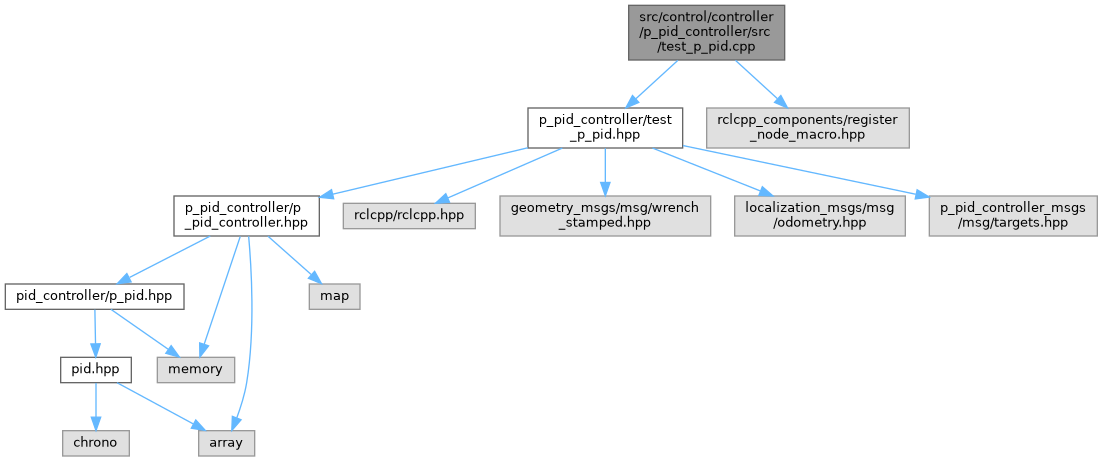 src/control/controller
/p_pid_controller/src
/test_p_pid.cpp
p_pid_controller/test
_p_pid.hpp
rclcpp_components/register
_node_macro.hpp
p_pid_controller/p
_pid_controller.hpp
rclcpp/rclcpp.hpp
geometry_msgs/msg/wrench
_stamped.hpp
localization_msgs/msg
/odometry.hpp
p_pid_controller_msgs
/msg/targets.hpp
pid_controller/p_pid.hpp
map
pid.hpp
memory
chrono
array